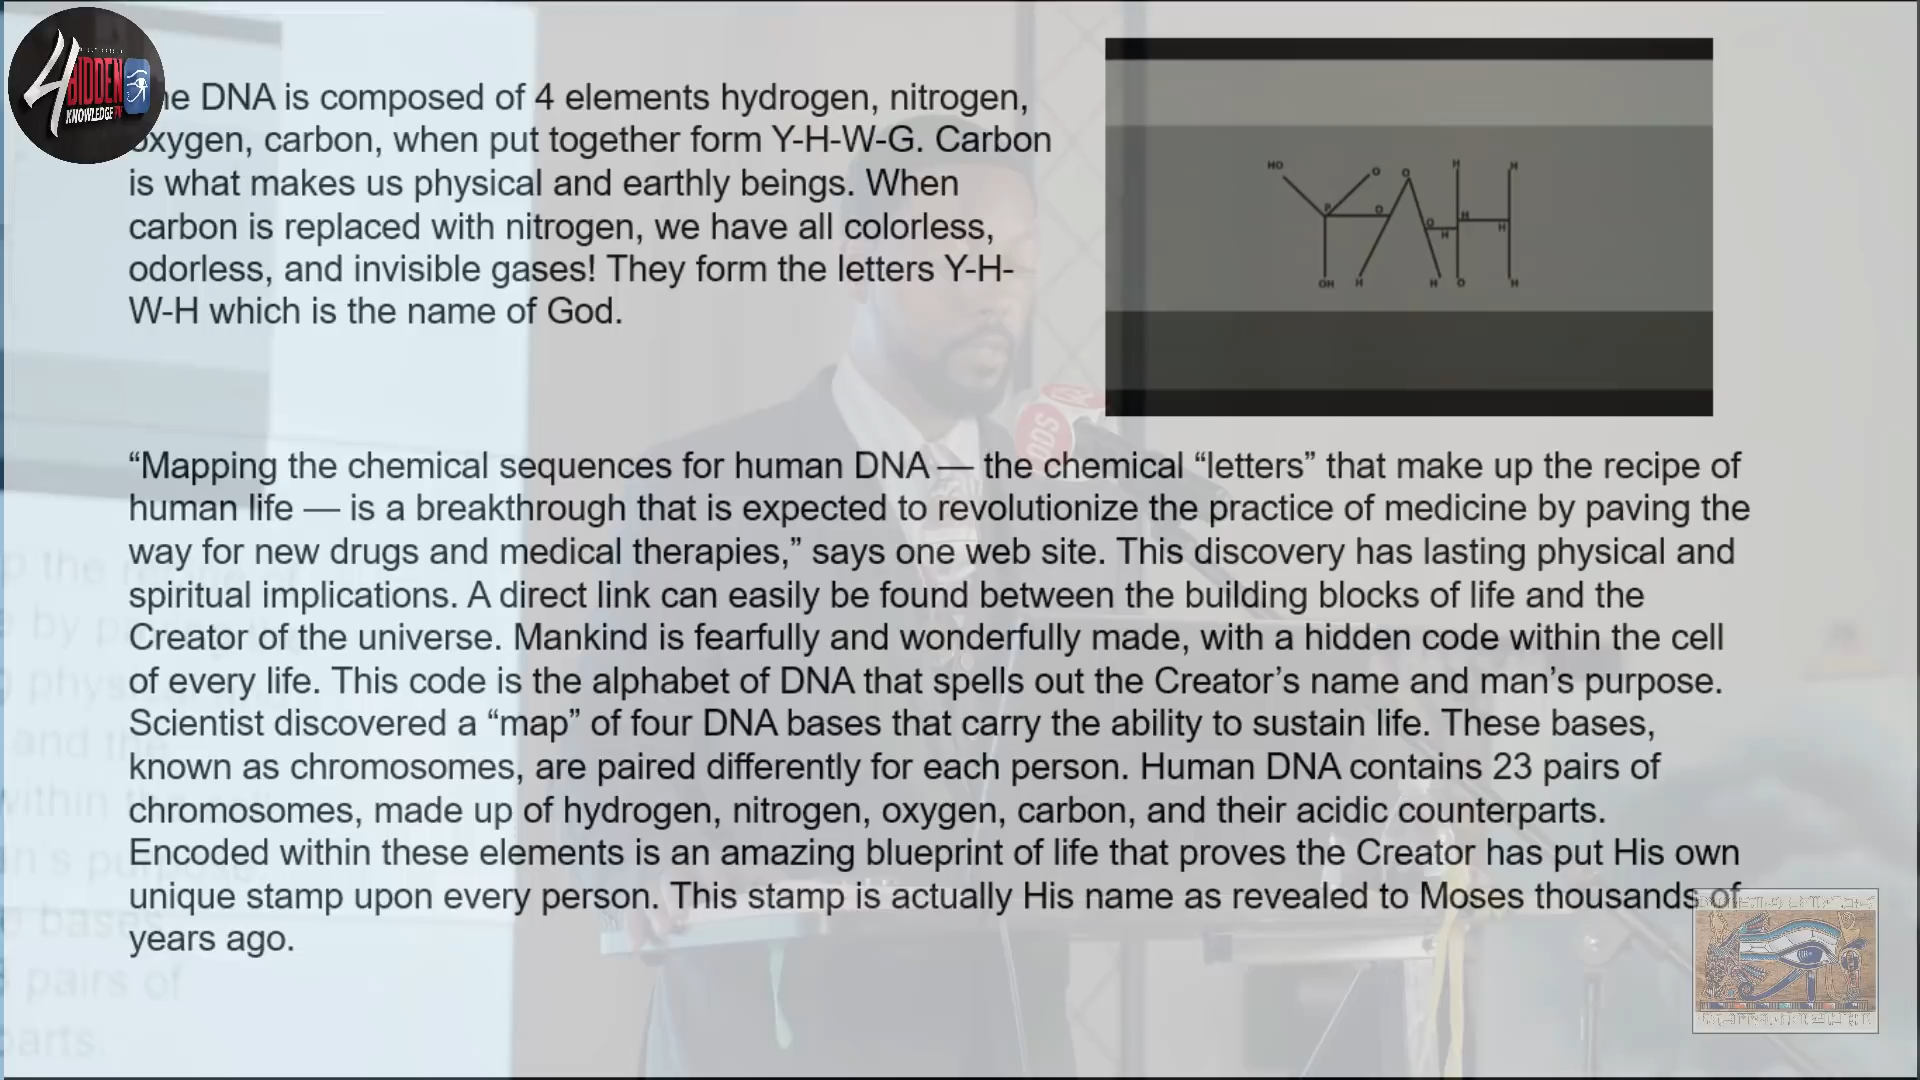 4
HIDDEN
KNOWLEDGE TV
he DNA is composed of 4 elements hydrogen, nitrogen,
oxygen, carbon, when put together form Y-H-W-G. Carbon
is what makes us physical and earthly beings. When
carbon is replaced with nitrogen, we have all colorless,
odorless, and invisible gases! They form the letters Y-H-
W-H which is the name of God.
HO O O H H
P O H
O H H
OH H H O H
“Mapping the chemical sequences for human DNA — the chemical “letters” that make up the recipe of
human life — is a breakthrough that is expected to revolutionize the practice of medicine by paving the
way for new drugs and medical therapies,” says one web site. This discovery has lasting physical and
spiritual implications. A direct link can easily be found between the building blocks of life and the
Creator of the universe. Mankind is fearfully and wonderfully made, with a hidden code within the cell
of every life. This code is the alphabet of DNA that spells out the Creator’s name and man’s purpose.
Scientist discovered a “map” of four DNA bases that carry the ability to sustain life. These bases,
known as chromosomes, are paired differently for each person. Human DNA contains 23 pairs of
chromosomes, made up of hydrogen, nitrogen, oxygen, carbon, and their acidic counterparts.
Encoded within these elements is an amazing blueprint of life that proves the Creator has put His own
unique stamp upon every person. This stamp is actually His name as revealed to Moses thousands of
years ago.